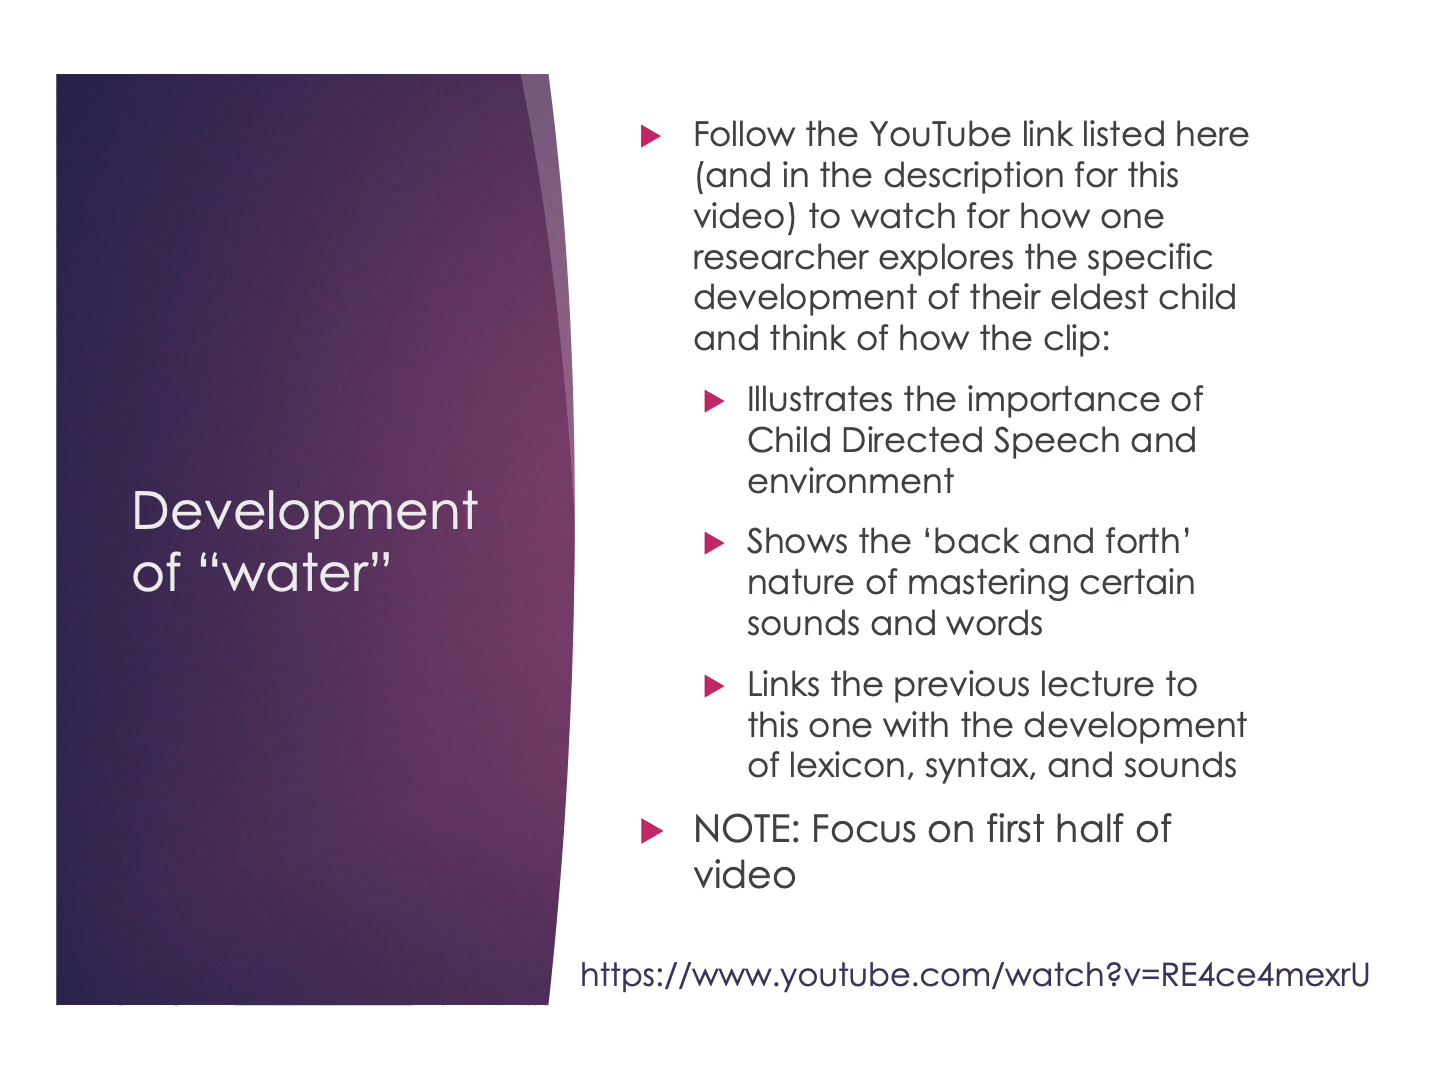 Development
of “water”
Follow the YouTube link listed here
(and in the description for this
video) to watch for how one
researcher explores the specific
development of their eldest child
and think of how the clip:
Illustrates the importance of
Child Directed Speech and
environment
Shows the ‘back and forth’
nature of mastering certain
sounds and words
Links the previous lecture to
this one with the development
of lexicon, syntax, and sounds
NOTE: Focus on first half of
video
https://www.youtube.com/watch?v=RE4ce4mexrU